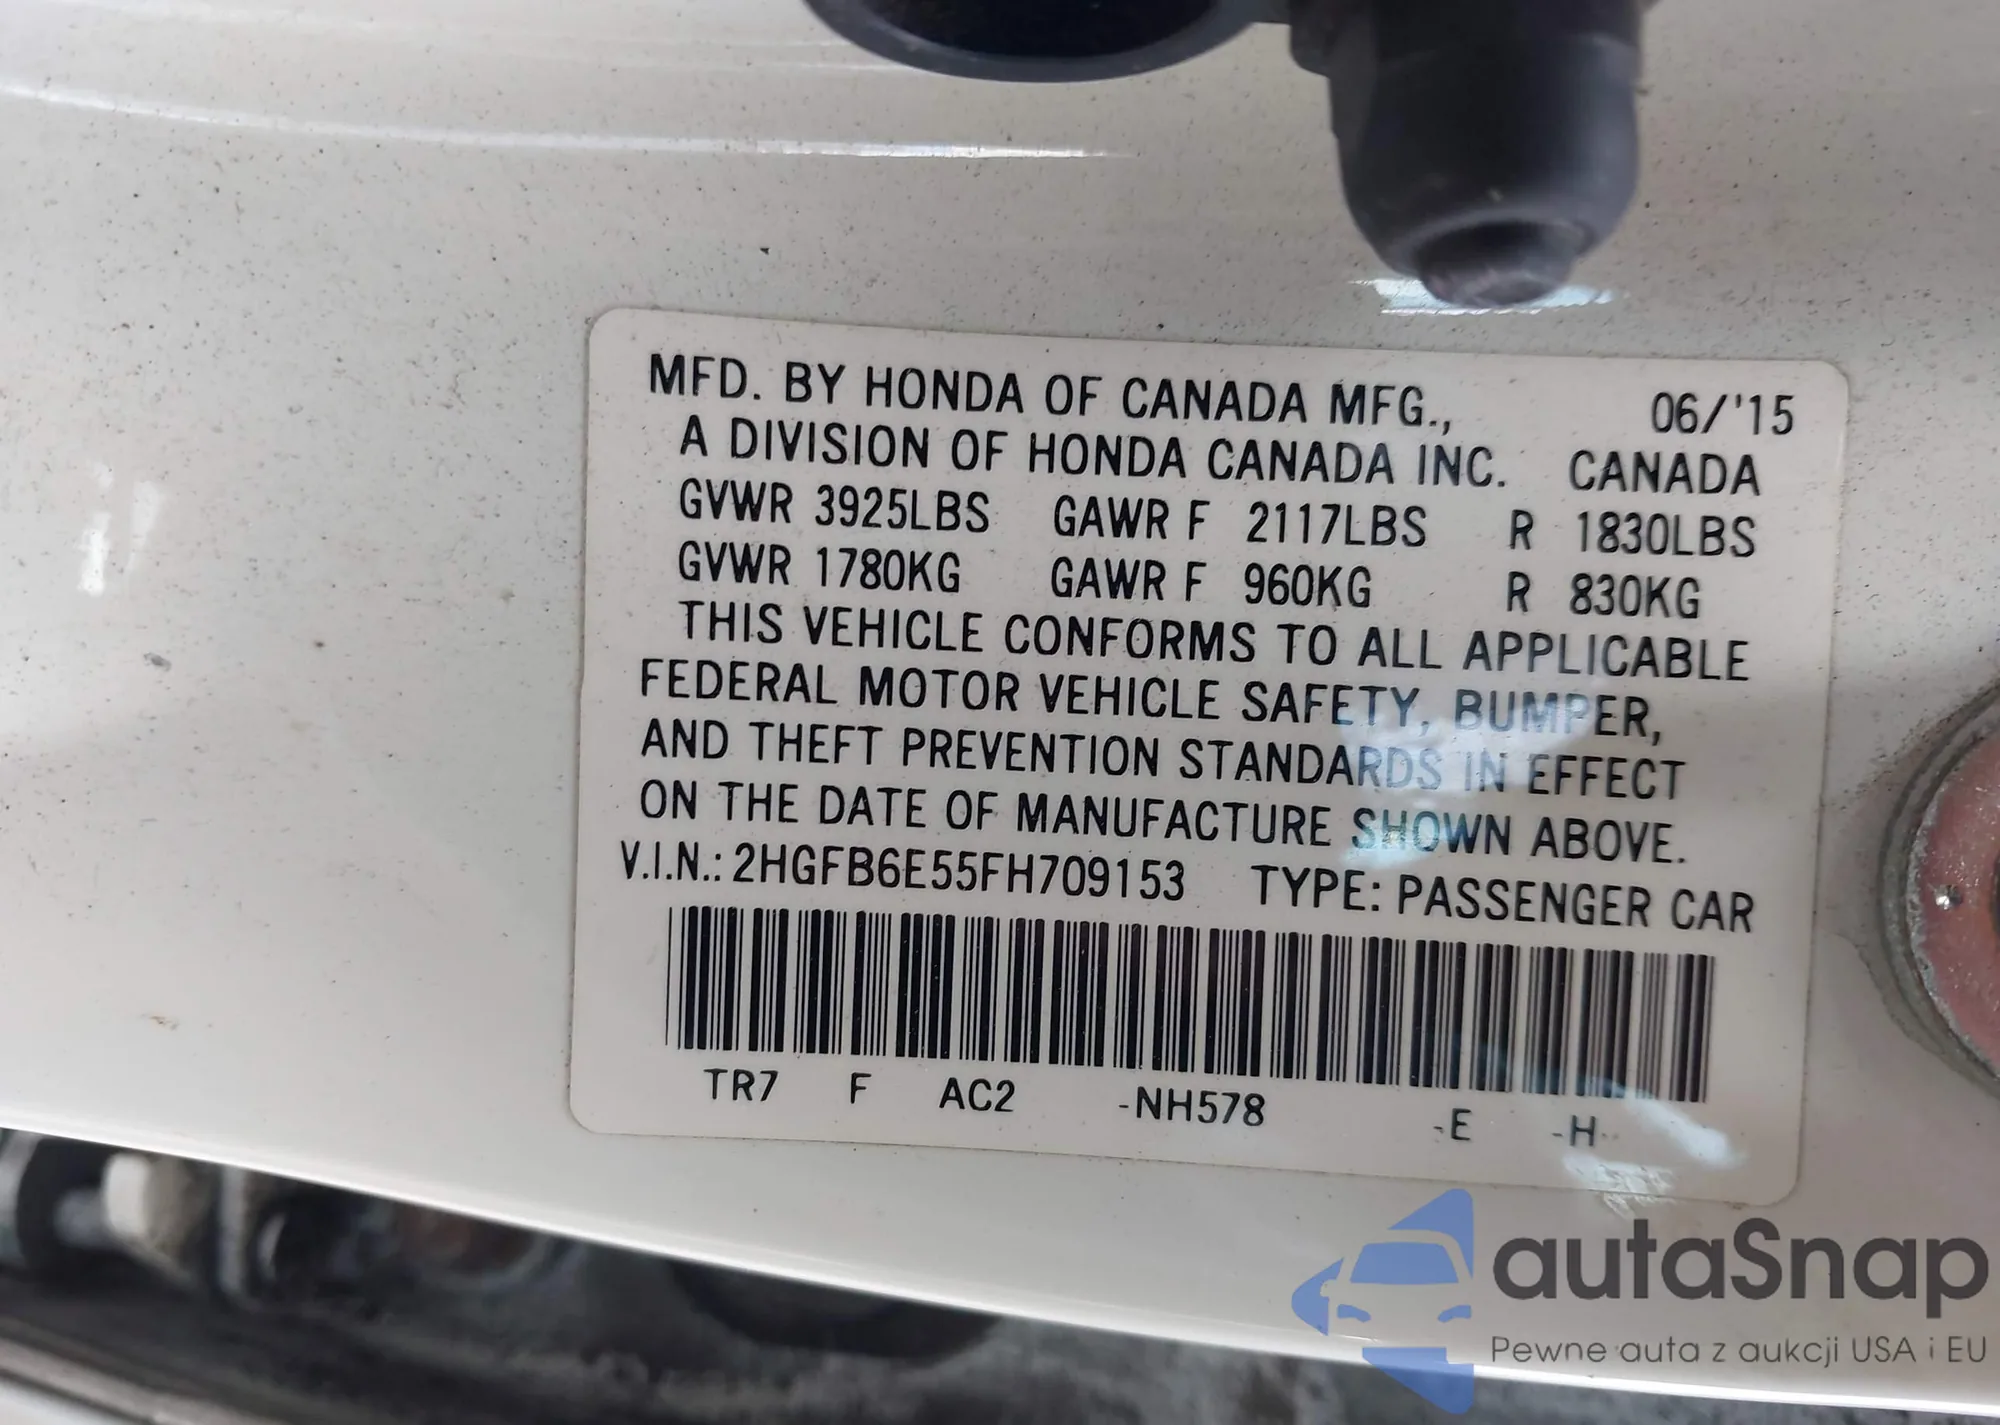 MFD. BY HONDA OF CANADA MFG., 06/'15
A DIVISION OF HONDA CANADA INC. CANADA
GVWR 3925LBS GAWR F 2117LBS R 1830LBS
GVWR 1780KG GAWR F 960KG R 830KG
THIS VEHICLE CONFORMS TO ALL APPLICABLE
FEDERAL MOTOR VEHICLE SAFETY, BUMPER,
AND THEFT PREVENTION STANDARDS IN EFFECT
ON THE DATE OF MANUFACTURE SHOWN ABOVE.
V.I.N.: 2HGFB6E55FH709153 TYPE: PASSENGER CAR
TR7 F AC2 -NH578 -E -H
autaSnap
Pewne auta z aukcji USA i EU